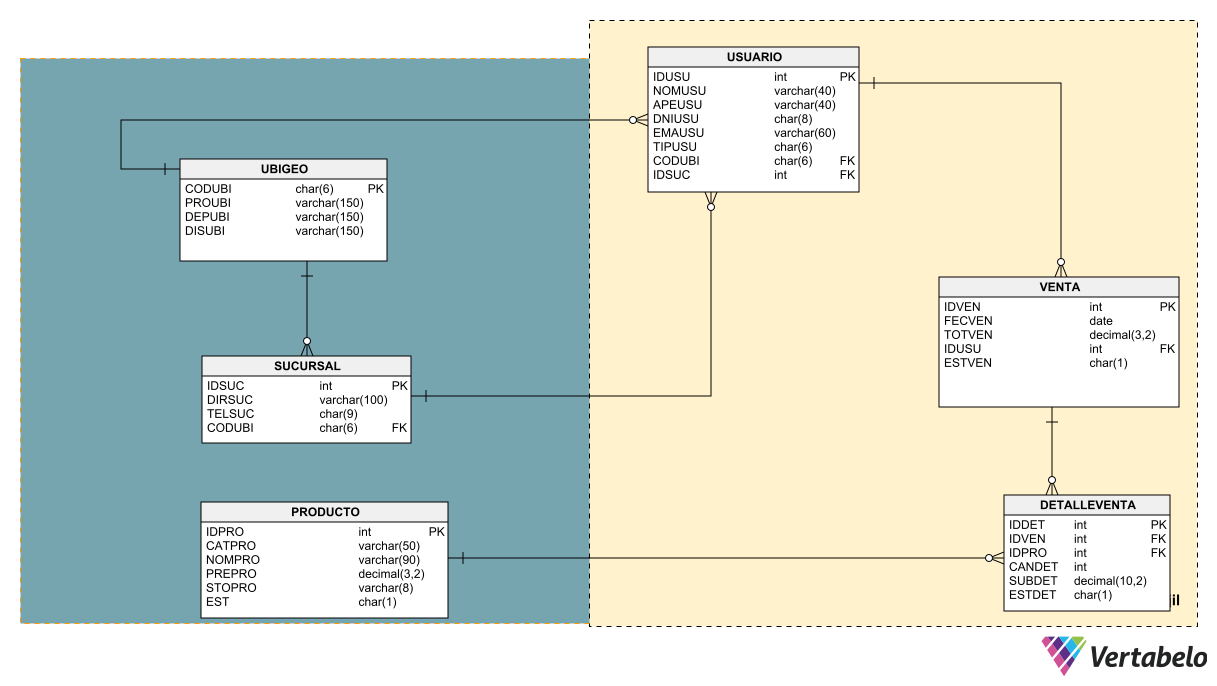 USUARIO
IDUSU int PK
NOMUSU varchar(40)
APEUSU varchar(40)
DNIUSU char(8)
EMAUSU varchar(60)
TIPUSU char(6)
CODUBI char(6) FK
IDSUC int FK
UBIGEO
CODUBI char(6) PK
PROUBI varchar(150)
DEPUBI varchar(150)
DISUBI varchar(150)
VENTA
IDVEN int PK
FECVEN date
TOTVEN decimal(3,2)
IDUSU int FK
ESTVEN char(1)
SUCURSAL
IDSUC int PK
DIRSUC varchar(100)
TELSUC char(9)
CODUBI char(6) FK
PRODUCTO
IDPRO int PK
CATPRO varchar(50)
NOMPRO varchar(90)
PREPRO decimal(3,2)
STOPRO varchar(8)
EST char(1)
DETALLEVENTA
IDDET int PK
IDVEN int FK
IDPRO int FK
CANDET int
SUBDET decimal(10,2)
ESTDET char(1)
Vertabelo